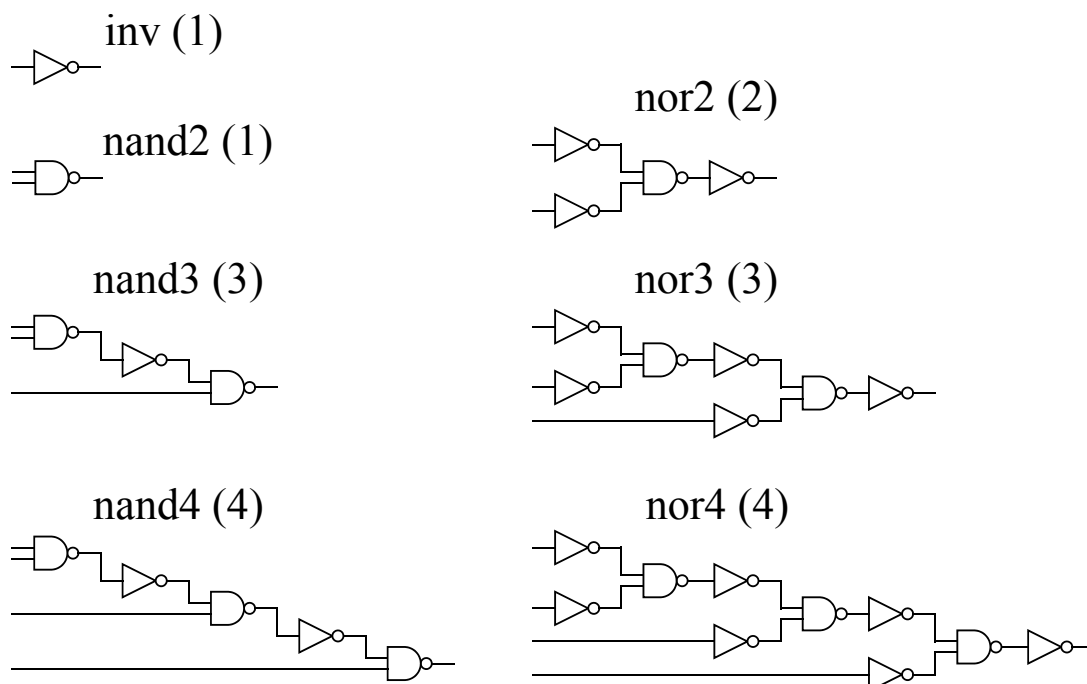 inv (1)
nor2 (2)
nand2 (1)
nand3 (3)
nor3 (3)
nand4 (4)
nor4 (4)